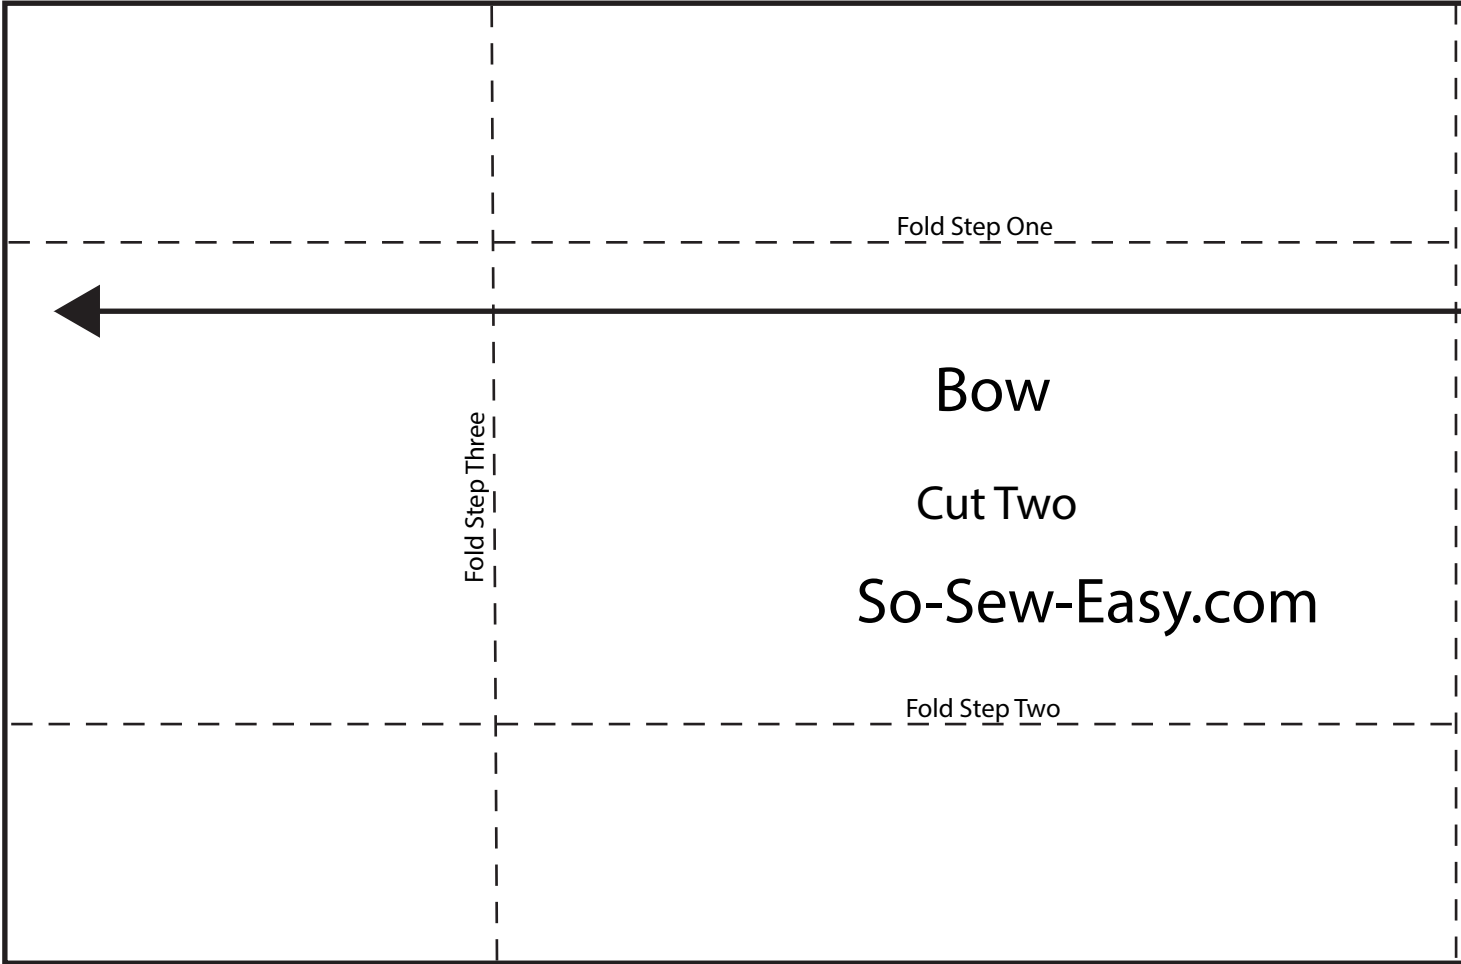 Fold Step One
Bow
Fold Step Three
Cut Two
So-Sew-Easy.com
Fold Step Two